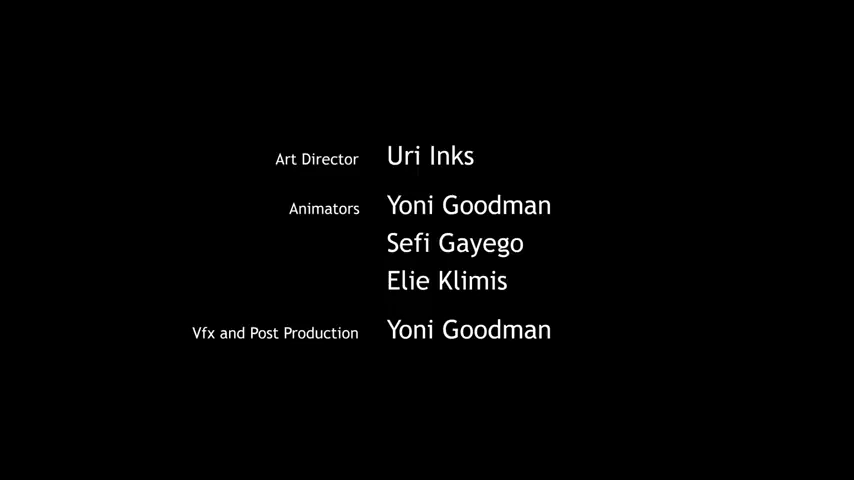 Art Director Uri Inks
Animators Yoni Goodman
Sefi Gayego
Elie Klimis
Vfx and Post Production Yoni Goodman